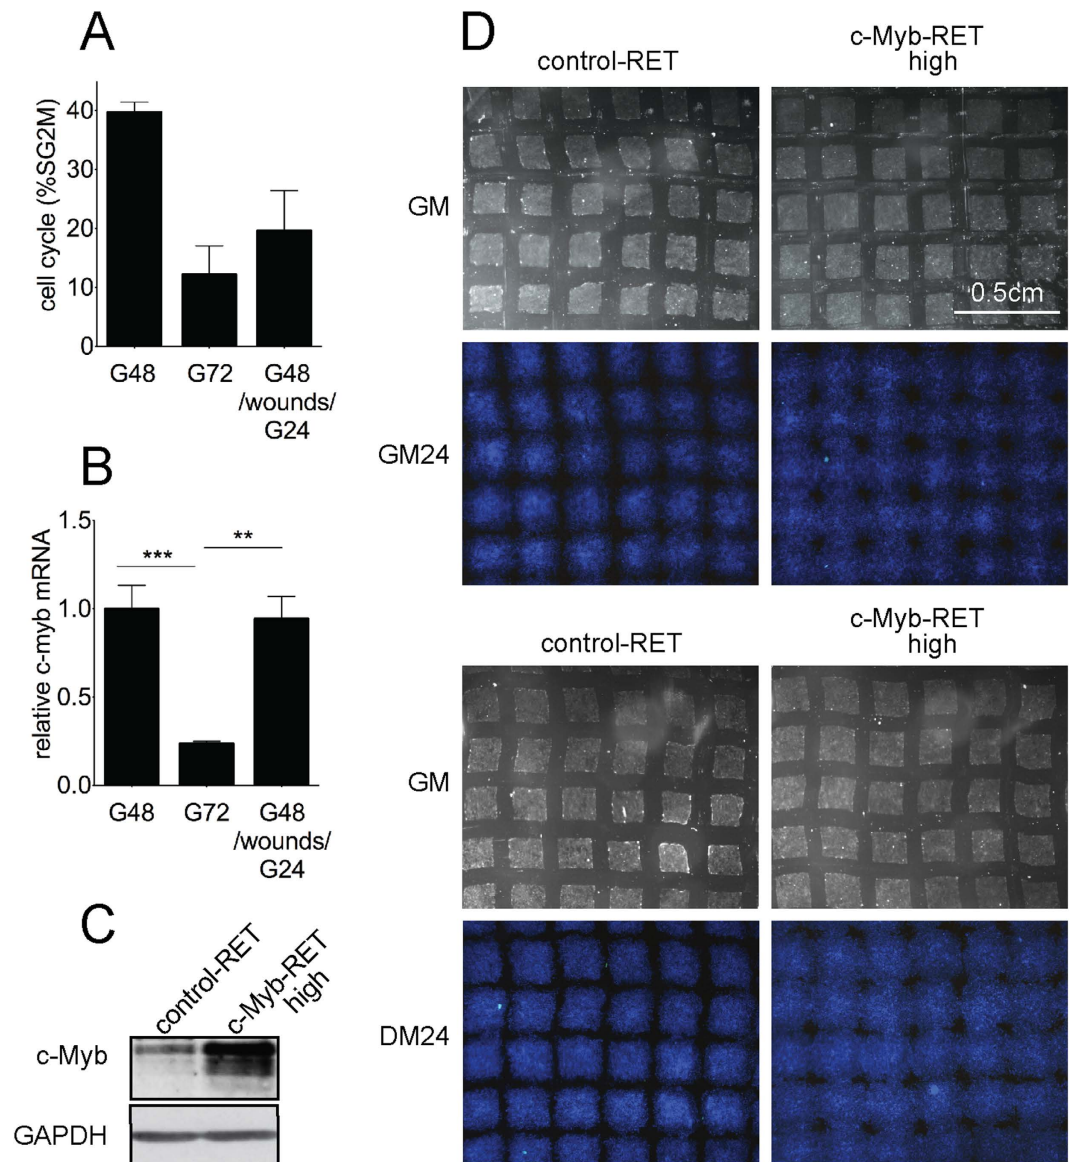 A
cell cycle (%SG2M)
40
30
20
10
0
G48
G72
G48
/wounds/
G24
B
relative c-myb mRNA
1.5
1.0
0.5
0.0
***
**
G48
G72
G48
/wounds/
G24
C
control-RET
c-Myb-RET
high
c-Myb
GAPDH
D
control-RET
c-Myb-RET
high
GM
0.5cm
GM24
control-RET
c-Myb-RET
high
GM
DM24